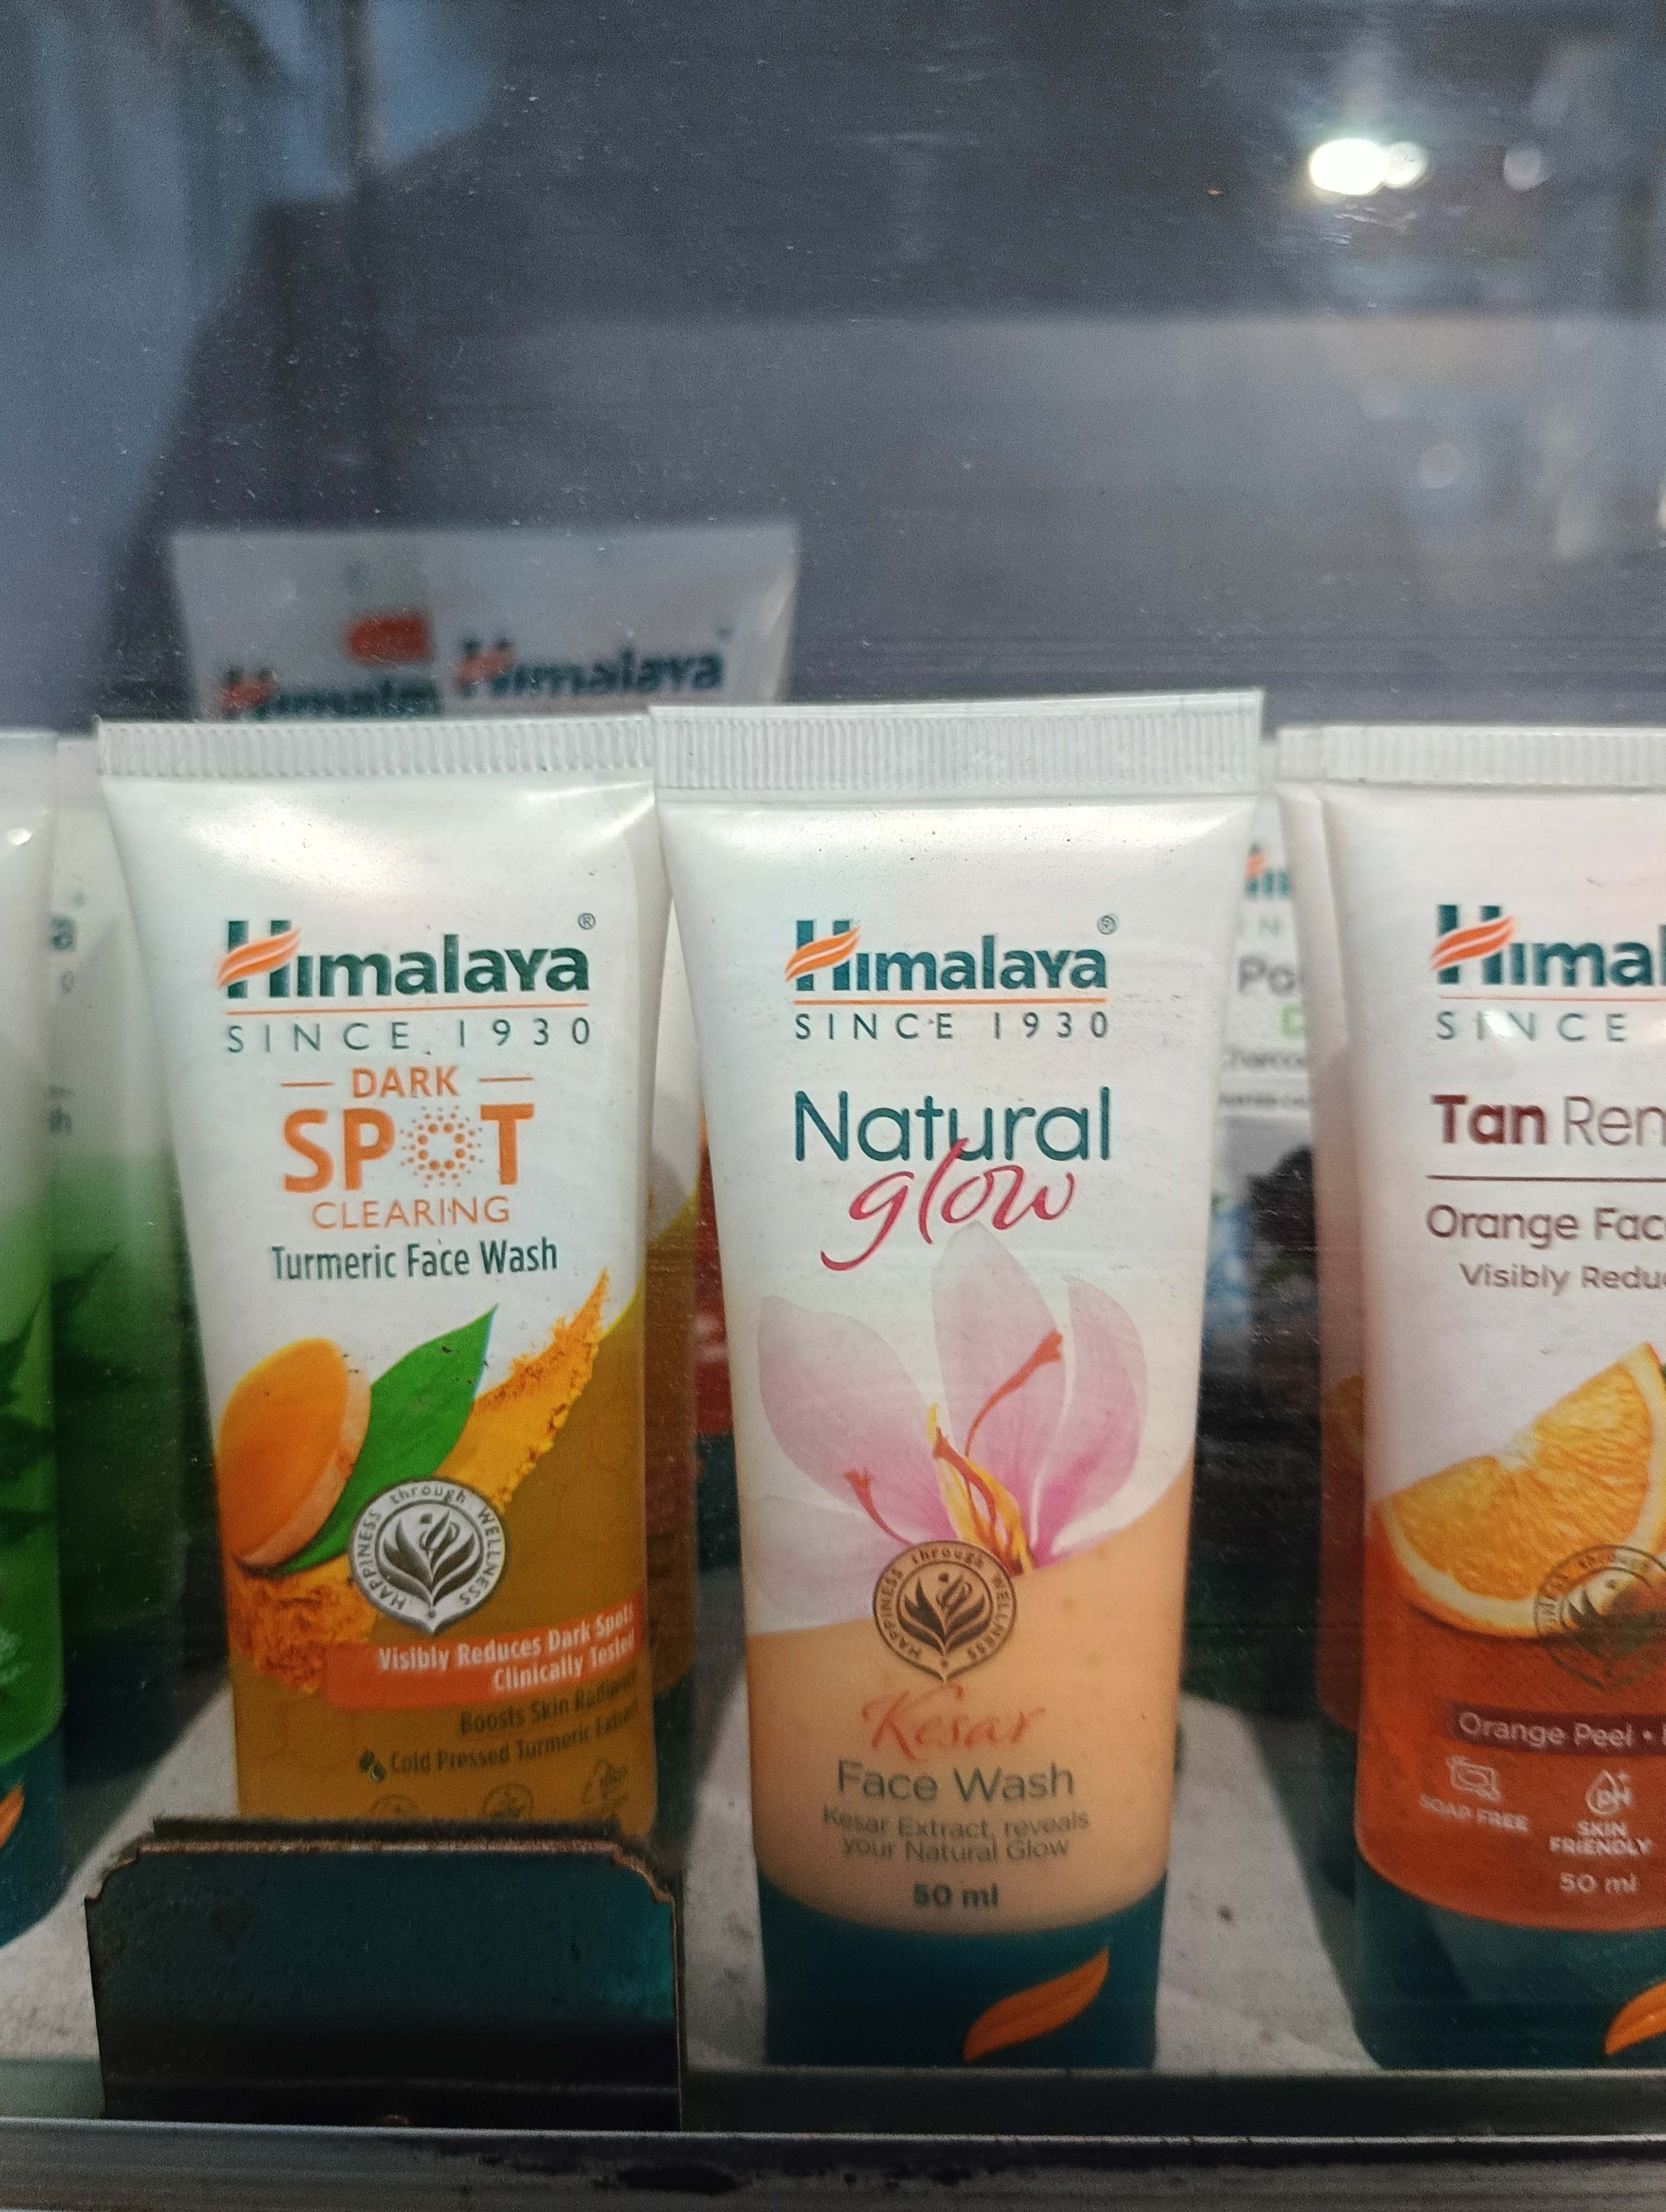 Himalaya
Himalaya®
SINCE 1930
DARK
SPOT
CLEARING
Turmeric Face Wash
HAPPINESS through WELLNESS
Visibly Reduces Dark Spots
Clinically Tested
Boosts Skin Radiance
Cold Pressed Turmeric Extract
Himalaya®
SINCE 1930
Natural
glow
HAPPINESS through WELLNESS
Kesar
Face Wash
Kesar Extract, reveals
your Natural Glow
50 ml
Himal
SINCE
Tan Rem
Orange Fac
Visibly Redu
through
Orange Peel •
SOAP FREE
pH
SKIN
FRIENDLY
50 ml